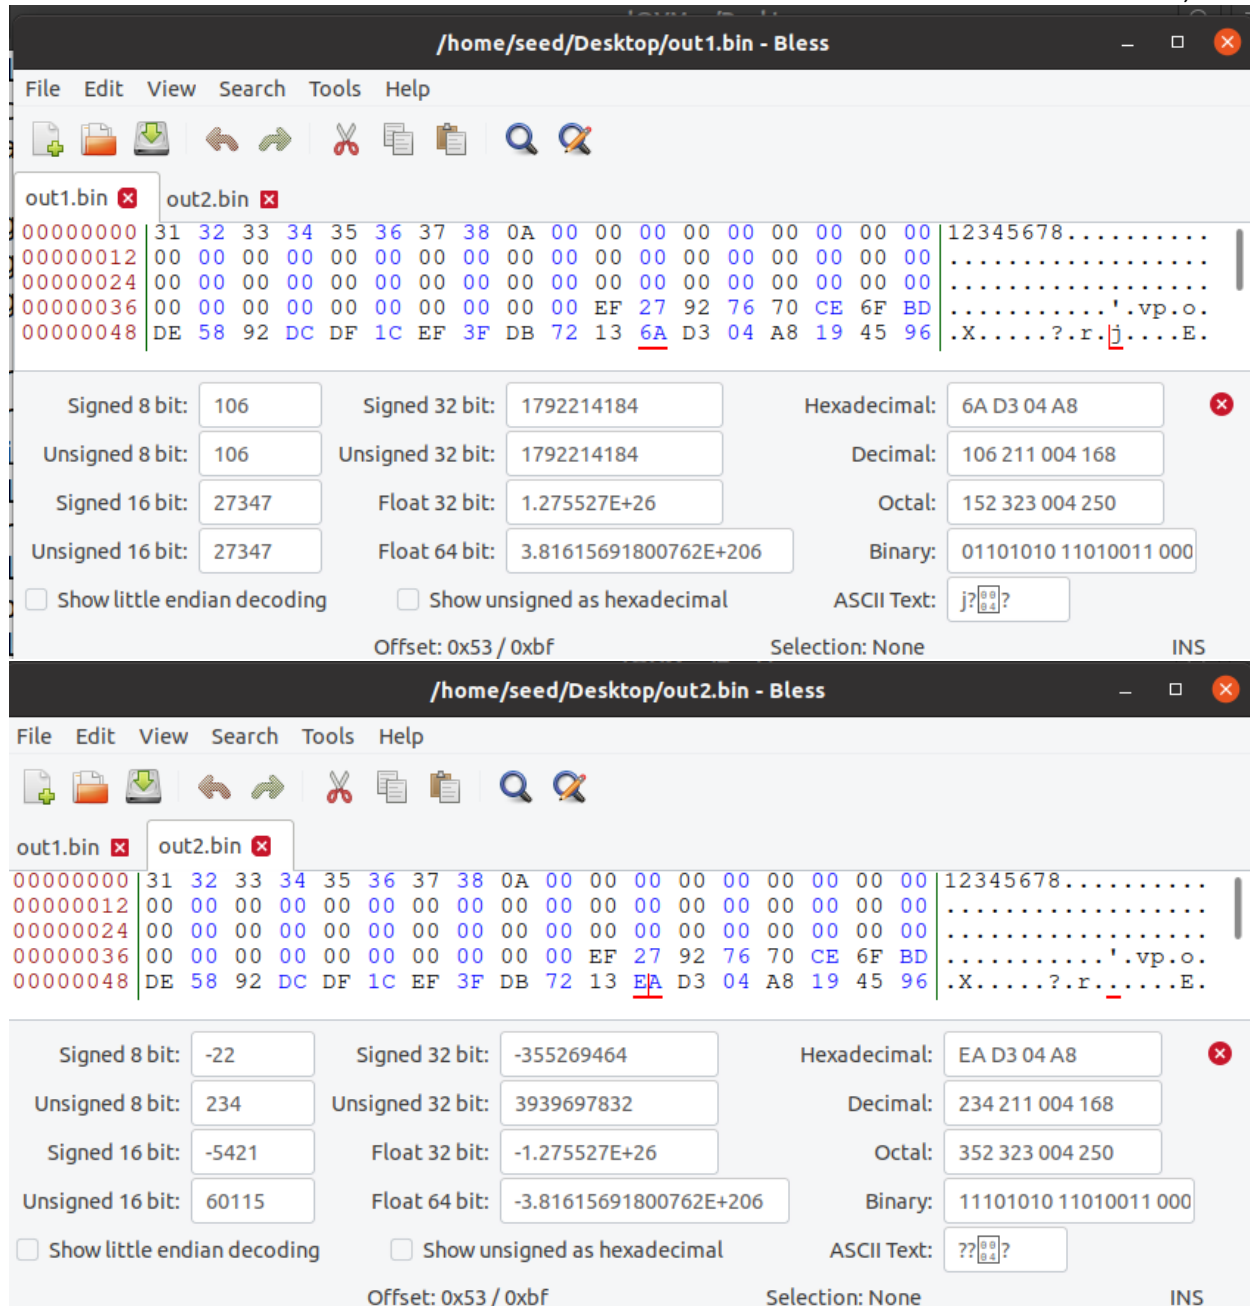 /home/seed/Desktop/out1.bin - Bless
File Edit View Search Tools Help
out1.bin out2.bin
00000000 31 32 33 34 35 36 37 38 0A 00 00 00 00 00 00 00 00 00 12345678..........
00000012 00 00 00 00 00 00 00 00 00 00 00 00 00 00 00 00 00 00 ..................
00000024 00 00 00 00 00 00 00 00 00 00 00 00 00 00 00 00 00 00 ..................
00000036 00 00 00 00 00 00 00 00 00 00 EF 27 92 76 70 CE 6F BD ...........'.vp.o.
00000048 DE 58 92 DC DF 1C EF 3F DB 72 13 6A D3 04 A8 19 45 96 .X.....?.r.j....E.
Signed 8 bit: 106 Signed 32 bit: 1792214184 Hexadecimal: 6A D3 04 A8
Unsigned 8 bit: 106 Unsigned 32 bit: 1792214184 Decimal: 106 211 004 168
Signed 16 bit: 27347 Float 32 bit: 1.275527E+26 Octal: 152 323 004 250
Unsigned 16 bit: 27347 Float 64 bit: 3.81615691800762E+206 Binary: 01101010 11010011 000
Show little endian decoding Show unsigned as hexadecimal ASCII Text: j??
Offset: 0x53 / 0xbf Selection: None INS
/home/seed/Desktop/out2.bin - Bless
File Edit View Search Tools Help
out1.bin out2.bin
00000000 31 32 33 34 35 36 37 38 0A 00 00 00 00 00 00 00 00 00 12345678..........
00000012 00 00 00 00 00 00 00 00 00 00 00 00 00 00 00 00 00 00 ..................
00000024 00 00 00 00 00 00 00 00 00 00 00 00 00 00 00 00 00 00 ..................
00000036 00 00 00 00 00 00 00 00 00 00 EF 27 92 76 70 CE 6F BD ...........'.vp.o.
00000048 DE 58 92 DC DF 1C EF 3F DB 72 13 EA D3 04 A8 19 45 96 .X.....?.r......E.
Signed 8 bit: -22 Signed 32 bit: -355269464 Hexadecimal: EA D3 04 A8
Unsigned 8 bit: 234 Unsigned 32 bit: 3939697832 Decimal: 234 211 004 168
Signed 16 bit: -5421 Float 32 bit: -1.275527E+26 Octal: 352 323 004 250
Unsigned 16 bit: 60115 Float 64 bit: -3.81615691800762E+206 Binary: 11101010 11010011 000
Show little endian decoding Show unsigned as hexadecimal ASCII Text: ???
Offset: 0x53 / 0xbf Selection: None INS